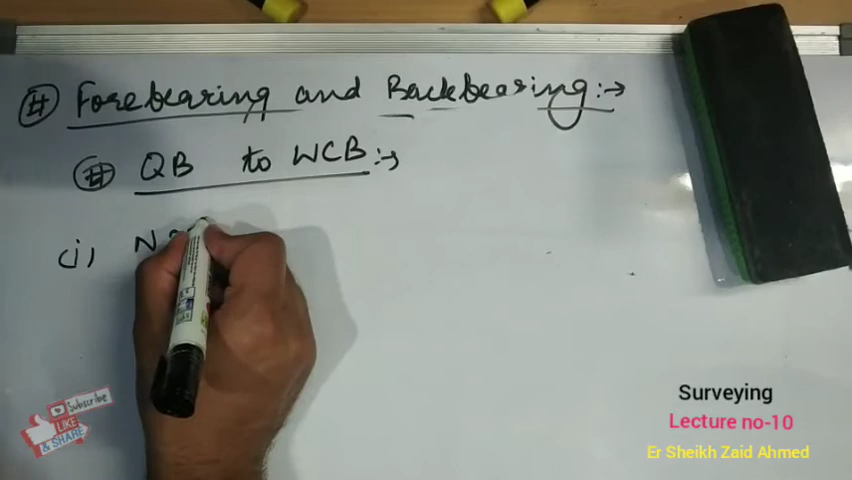 # Forebearing and Backbearing :→
# QB to WCB :→
(i) N
Subscribe
LIKE
& SHARE
Surveying
Lecture no-10
Er Sheikh Zaid Ahmed